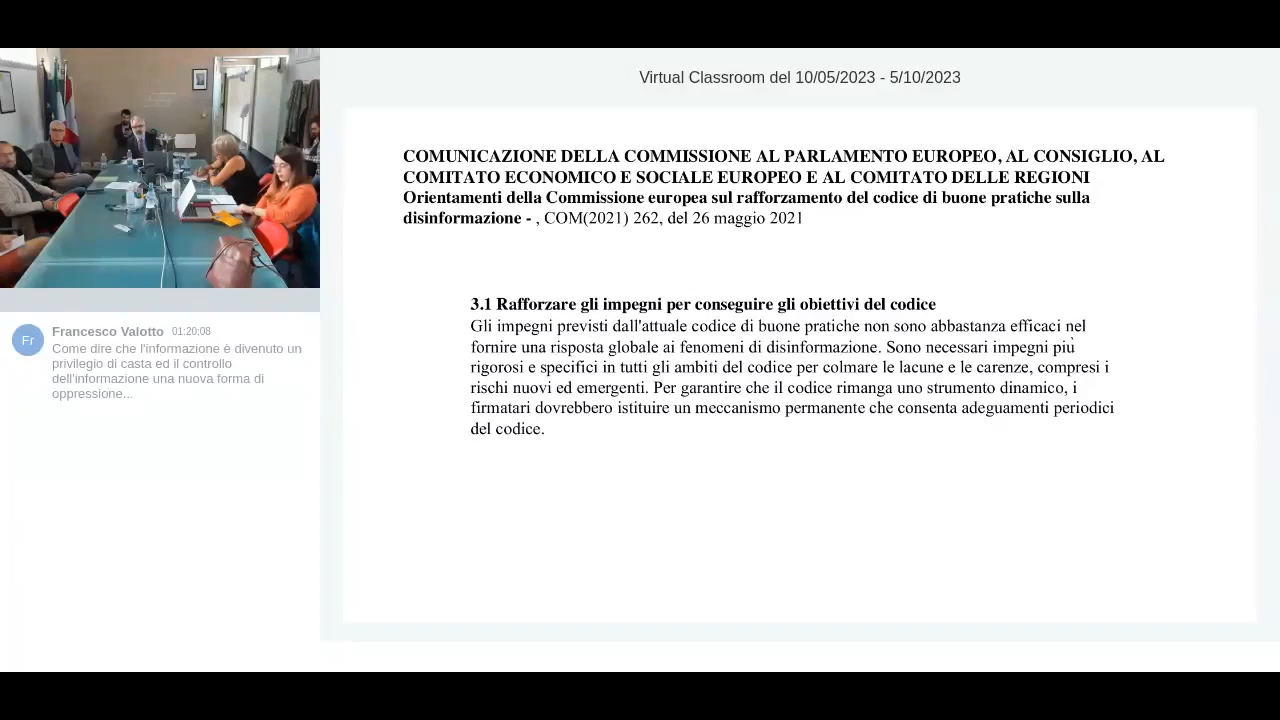 Virtual Classroom del 10/05/2023 - 5/10/2023
COMUNICAZIONE DELLA COMMISSIONE AL PARLAMENTO EUROPEO, AL CONSIGLIO, AL
COMITATO ECONOMICO E SOCIALE EUROPEO E AL COMITATO DELLE REGIONI
Orientamenti della Commissione europea sul rafforzamento del codice di buone pratiche sulla
disinformazione - , COM(2021) 262, del 26 maggio 2021
3.1 Rafforzare gli impegni per conseguire gli obiettivi del codice
Gli impegni previsti dall'attuale codice di buone pratiche non sono abbastanza efficaci nel
fornire una risposta globale ai fenomeni di disinformazione. Sono necessari impegni più
rigorosi e specifici in tutti gli ambiti del codice per colmare le lacune e le carenze, compresi i
rischi nuovi ed emergenti. Per garantire che il codice rimanga uno strumento dinamico, i
firmatari dovrebbero istituire un meccanismo permanente che consenta adeguamenti periodici
del codice.
Fr
Francesco Valotto 01:20:08
Come dire che l'informazione è divenuto un
privilegio di casta ed il controllo
dell'informazione una nuova forma di
oppressione...